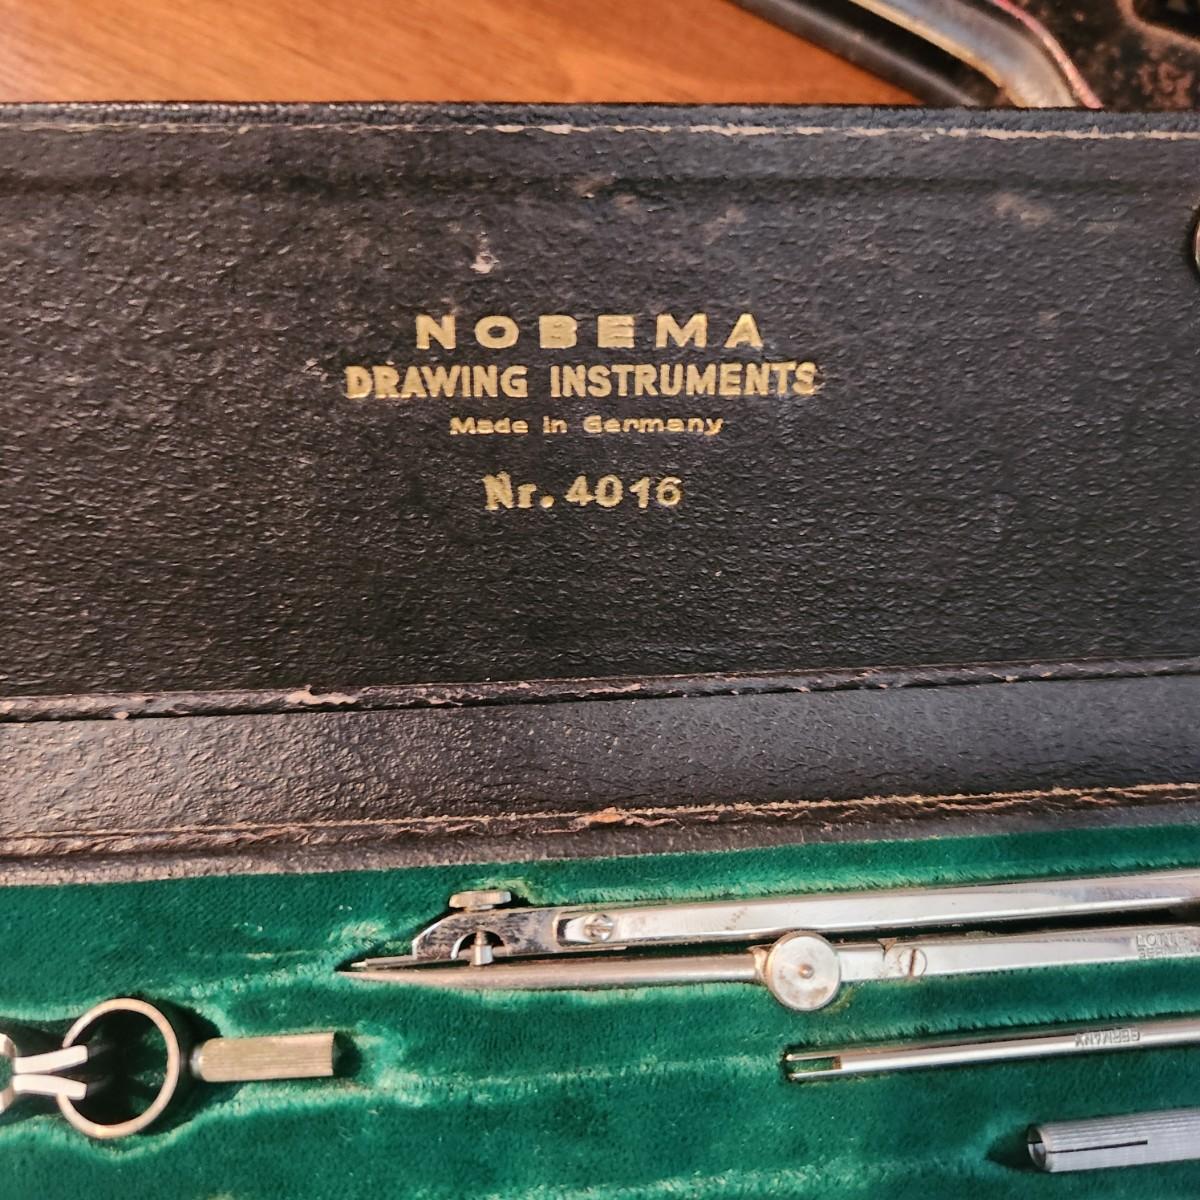 NOBEMA
DRAWING INSTRUMENTS
Made in Germany
Nr. 4016
GERMANY